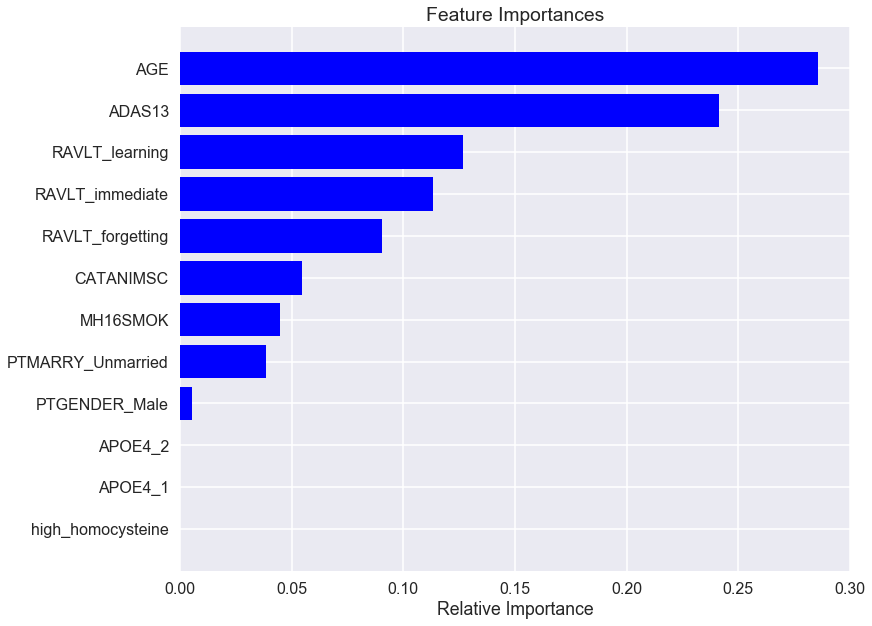 Feature Importances
AGE
ADAS13
RAVLT_learning
RAVLT_immediate
RAVLT_forgetting
CATANIMSC
MH16SMOK
PTMARRY_Unmarried
PTGENDER_Male
APOE4_2
APOE4_1
high_homocysteine
0.00 0.05 0.10 0.15 0.20 0.25 0.30
Relative Importance